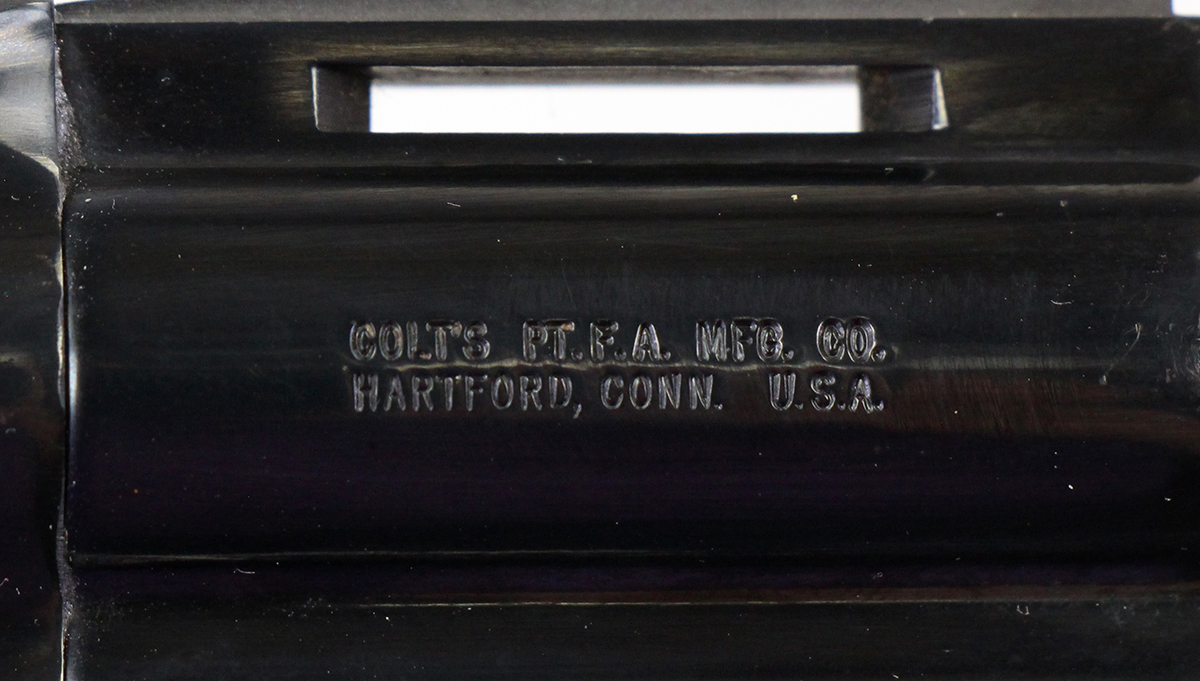 COLT'S PT. F.A. MFG. CO.
HARTFORD, CONN. U.S.A.